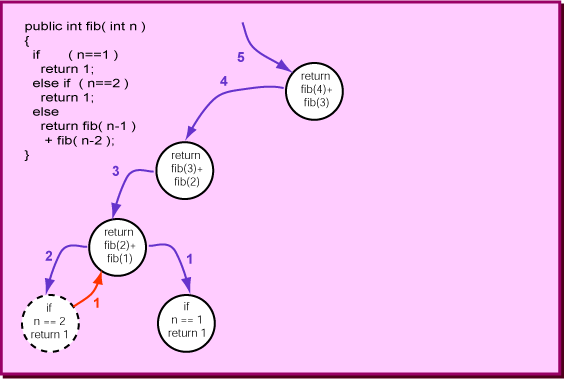 public int fib( int n )
{
if ( n==1 )
return 1;
else if ( n==2 )
return 1;
else
return fib( n-1 )
+ fib( n-2 );
}
5
return
fib(4)+
fib(3)
4
return
fib(3)+
fib(2)
3
return
fib(2)+
fib(1)
2
1
1
if
n == 2
return 1
if
n == 1
return 1